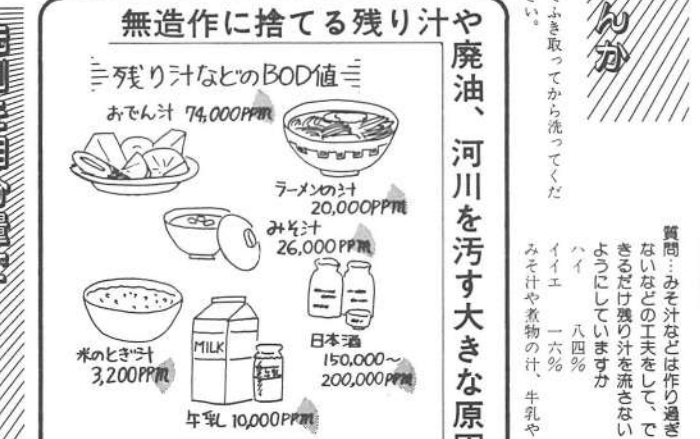 んか
ふき取ってから洗ってくだ
い。
質問…みそ汁などは作り過ぎ
ないなどの工夫をして、で
きるだけ残り汁を流さない
ようにしていますか
ハイ 八四%
イイエ 一六%
みそ汁や煮物の汁、牛乳や
無造作に捨てる残り汁や
廃油、河川を汚す大きな原因
残り汁などのBOD値
おでん汁 74,000PPM
ラーメンの汁
20,000PPM
みそ汁
26,000PPM
米のとぎ汁
3,200PPM
MILK
牛乳
牛乳 10,000PPM
日本酒
150,000〜
200,000PPM